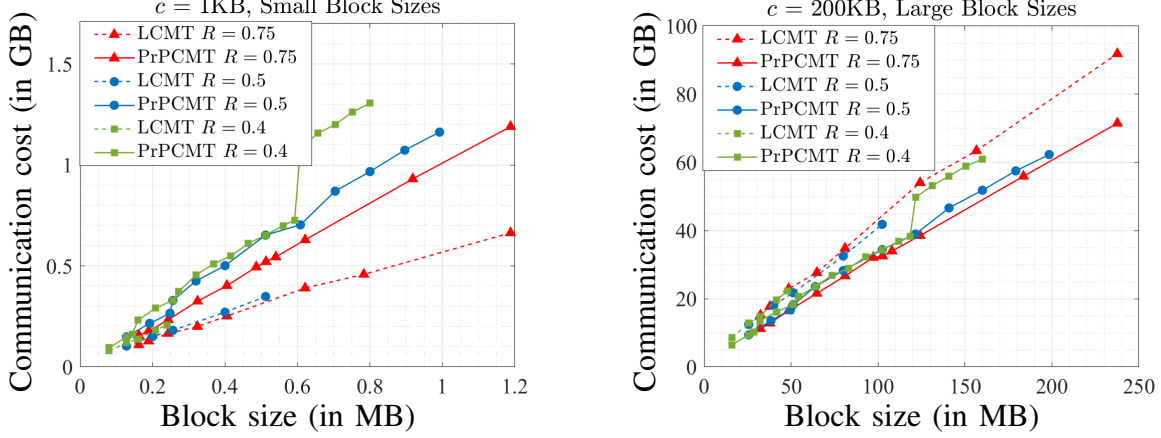 c = 1KB, Small Block Sizes
Communication cost (in GB)
1.5
1
0.5
0
LCMT R = 0.75
PrPCMT R = 0.75
LCMT R = 0.5
PrPCMT R = 0.5
LCMT R = 0.4
PrPCMT R = 0.4
0 0.2 0.4 0.6 0.8 1 1.2
Block size (in MB)
c = 200KB, Large Block Sizes
Communication cost (in GB)
100
80
60
40
20
0
LCMT R = 0.75
PrPCMT R = 0.75
LCMT R = 0.5
PrPCMT R = 0.5
LCMT R = 0.4
PrPCMT R = 0.4
0 50 100 150 200 250
Block size (in MB)